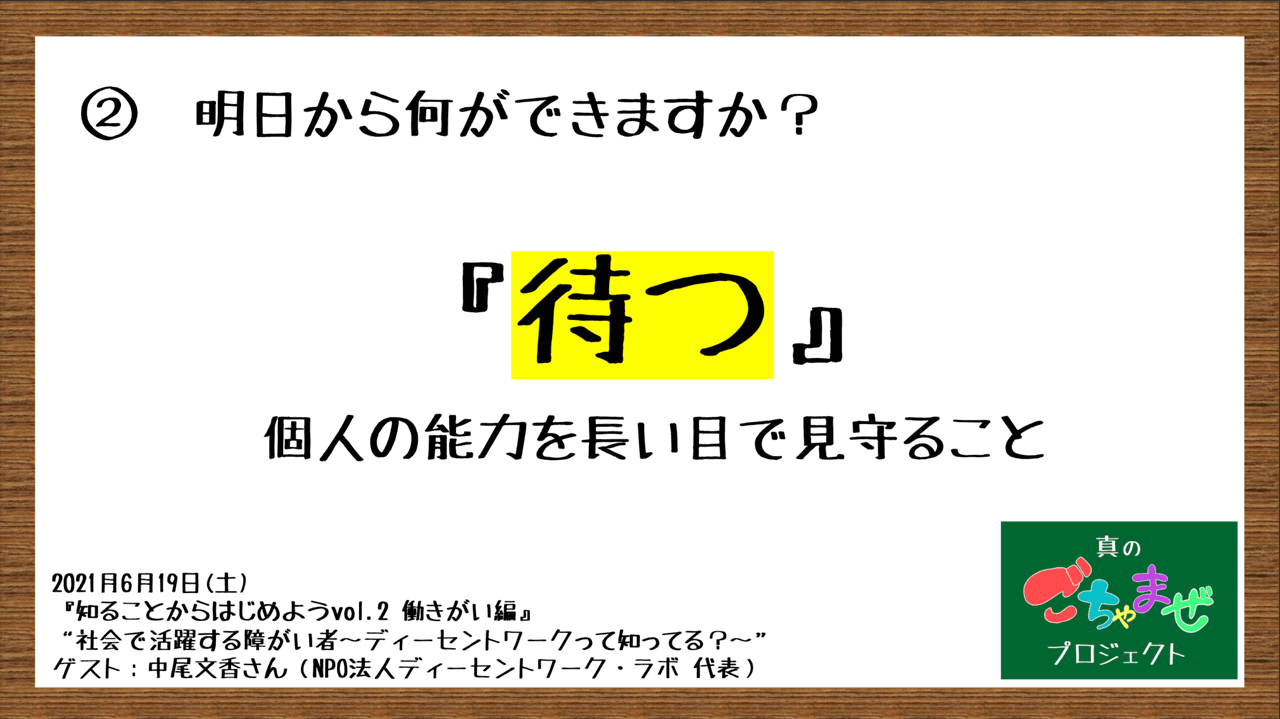 ② 明日から何ができますか？
『待つ』
個人の能力を長い目で見守ること
2021年6月19日(土)
『知ることからはじめようvol.2 働きがい編』
“社会で活躍する障がい者～ディーセントワークって知ってる？～”
ゲスト：中尾文香さん（NPO法人ディーセントワーク・ラボ 代表）
真の
ごちゃまぜ
プロジェクト